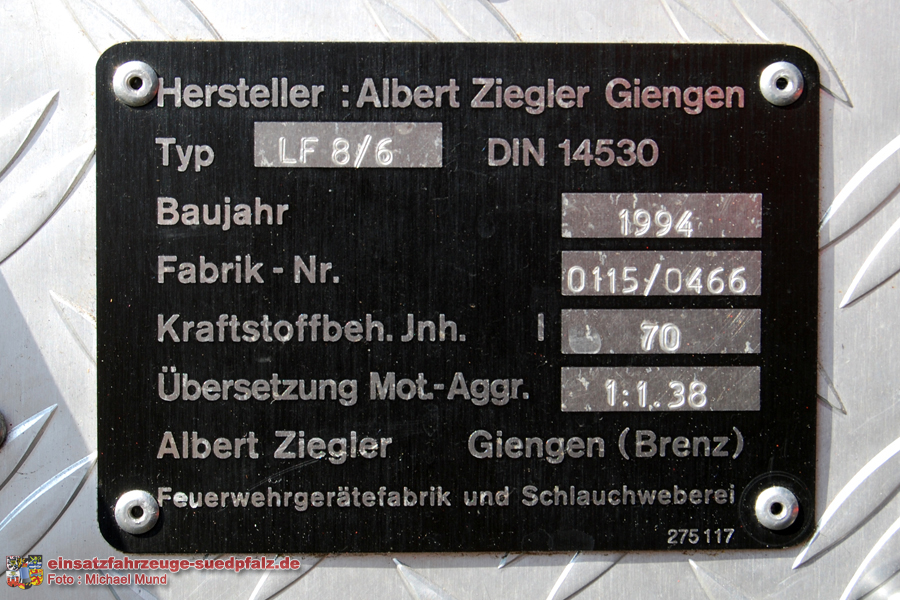 Hersteller : Albert Ziegler Giengen
Typ LF 8/6 DIN 14530
Baujahr 1994
Fabrik - Nr. 0115/0466
Kraftstoffbeh. Jnh. l 70
Übersetzung Mot.-Aggr. 1:1.38
Albert Ziegler Giengen (Brenz)
Feuerwehrgerätefabrik und Schlauchweberei
275 117
einsatzfahrzeuge-suedpfalz.de
Foto : Michael Mund